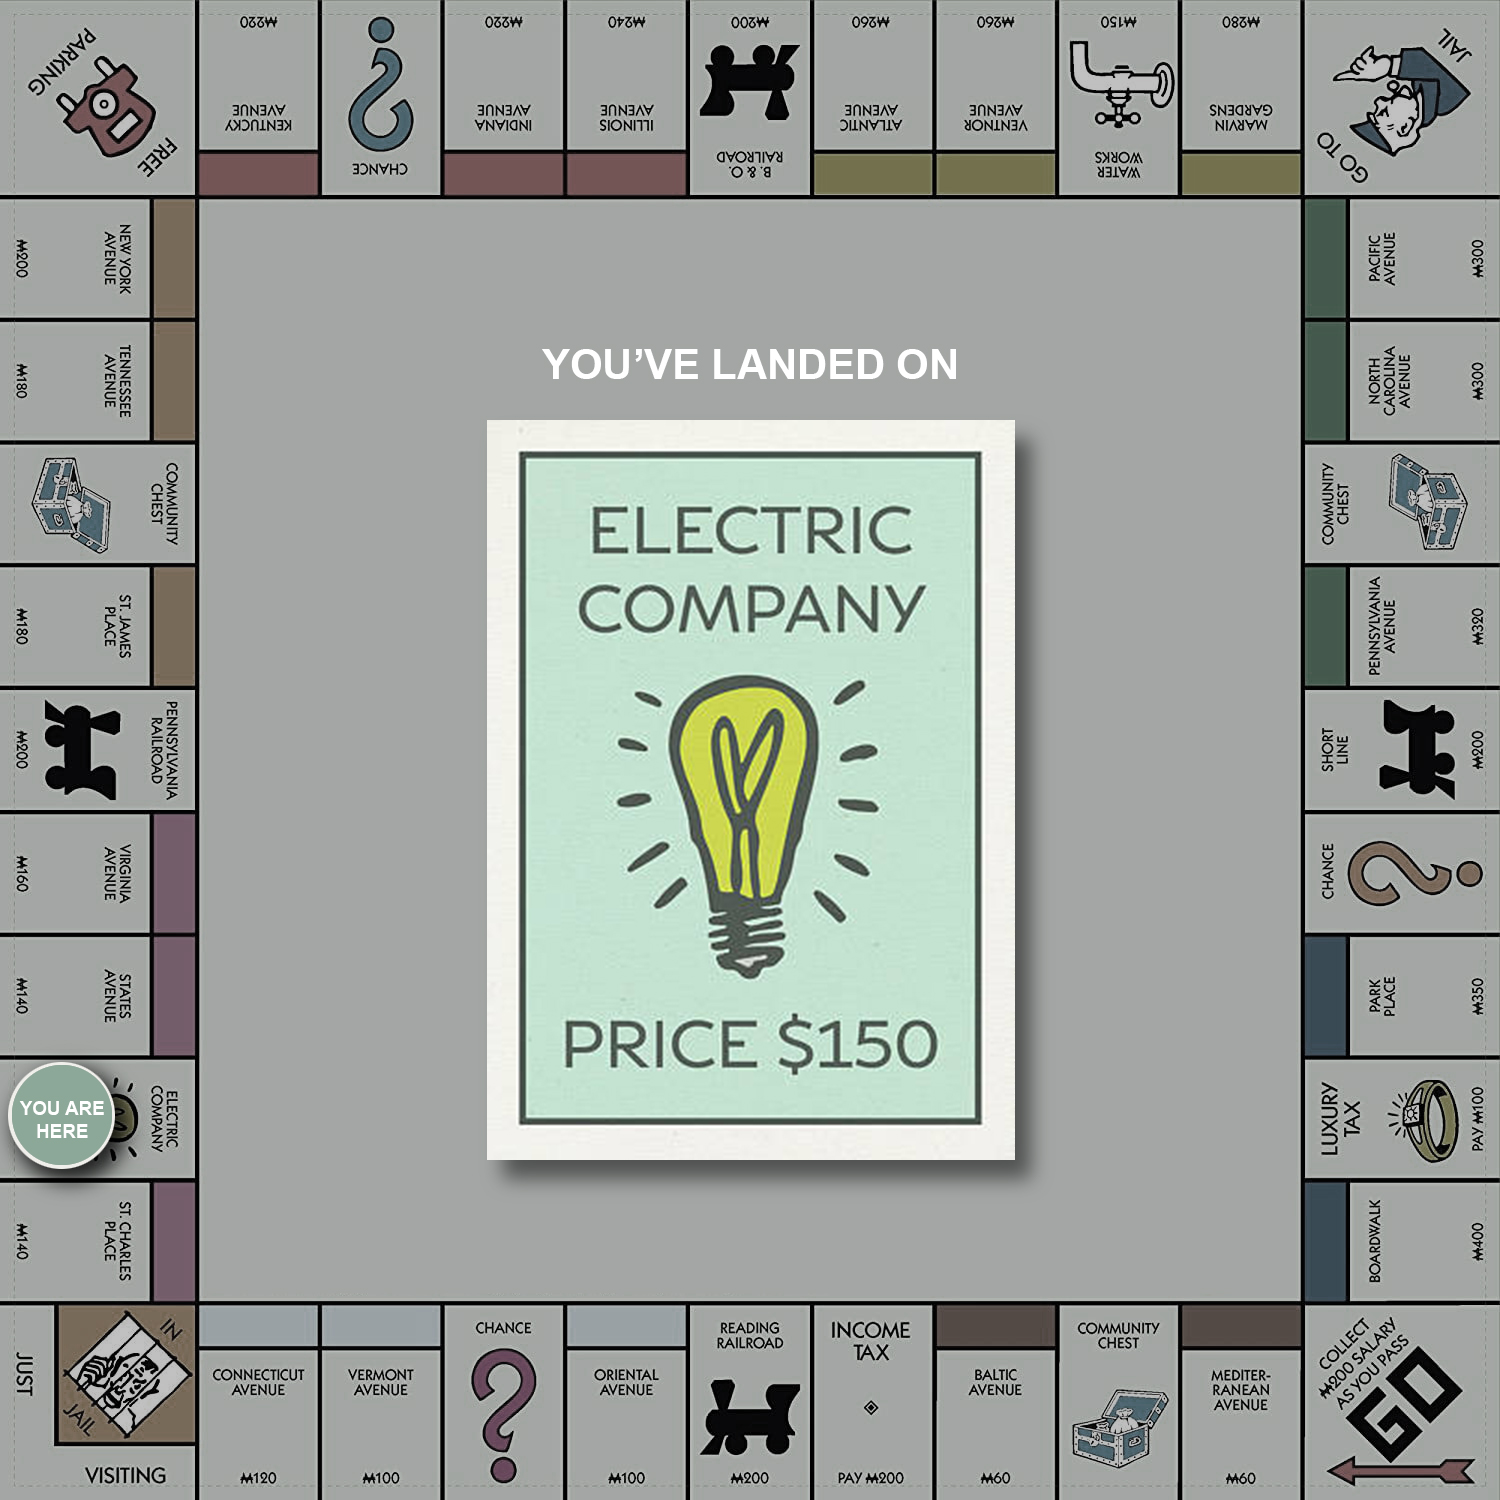 ₩220
KENTUCKY
AVENUE
CHANCE
₩220
INDIANA
AVENUE
₩240
ILLINOIS
AVENUE
₩200
B. & O.
RAILROAD
₩260
ATLANTIC
AVENUE
₩260
VENTNOR
AVENUE
₩150
WATER
WORKS
₩280
MARVIN
GARDENS
FREE
PARKING
GO TO
JAIL
₩200
NEW YORK
AVENUE
₩180
TENNESSEE
AVENUE
COMMUNITY
CHEST
₩180
ST. JAMES
PLACE
₩200
PENNSYLVANIA
RAILROAD
₩160
VIRGINIA
AVENUE
₩140
STATES
AVENUE
ELECTRIC
COMPANY
YOU ARE
HERE
₩140
ST. CHARLES
PLACE
YOU’VE LANDED ON
ELECTRIC
COMPANY
PRICE $150
PACIFIC
AVENUE
₩300
NORTH
CAROLINA
AVENUE
₩300
COMMUNITY
CHEST
PENNSYLVANIA
AVENUE
₩320
SHORT
LINE
₩200
CHANCE
PARK
PLACE
₩350
LUXURY
TAX
PAY ₩100
BOARDWALK
₩400
JUST
VISITING
IN
JAIL
CONNECTICUT
AVENUE
₩120
VERMONT
AVENUE
₩100
CHANCE
ORIENTAL
AVENUE
₩100
READING
RAILROAD
₩200
INCOME
TAX
PAY ₩200
BALTIC
AVENUE
₩60
COMMUNITY
CHEST
MEDITER-
RANEAN
AVENUE
₩60
COLLECT
₩200 SALARY
AS YOU PASS
GO